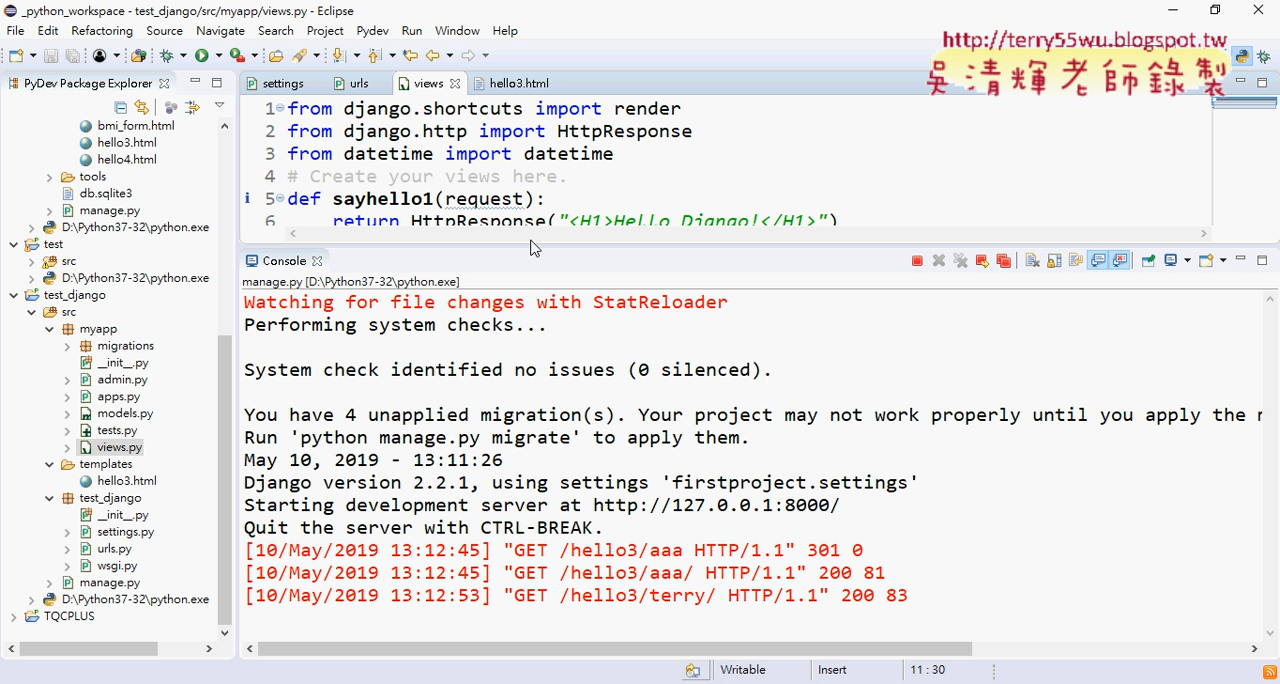 _python_workspace - test_django/src/myapp/views.py - Eclipse
File Edit Refactoring Source Navigate Search Project Pydev Run Window Help
http://terry55wu.blogspot.tw
吳清輝老師錄製
PyDev Package Explorer
bmi_form.html
hello3.html
hello4.html
tools
db.sqlite3
manage.py
D:\Python37-32\python.exe
test
src
D:\Python37-32\python.exe
test_django
src
myapp
migrations
__init__.py
admin.py
apps.py
models.py
tests.py
views.py
templates
hello3.html
test_django
__init__.py
settings.py
urls.py
wsgi.py
manage.py
D:\Python37-32\python.exe
TQCPLUS
settings urls views hello3.html
1 from django.shortcuts import render
2 from django.http import HttpResponse
3 from datetime import datetime
4 # Create your views here.
5 def sayhello1(request):
6 return HttpResponse("<H1>Hello Django!</H1>")
Console
manage.py [D:\Python37-32\python.exe]
Watching for file changes with StatReloader
Performing system checks...
System check identified no issues (0 silenced).
You have 4 unapplied migration(s). Your project may not work properly until you apply the
Run 'python manage.py migrate' to apply them.
May 10, 2019 - 13:11:26
Django version 2.2.1, using settings 'firstproject.settings'
Starting development server at http://127.0.0.1:8000/
Quit the server with CTRL-BREAK.
[10/May/2019 13:12:45] "GET /hello3/aaa HTTP/1.1" 301 0
[10/May/2019 13:12:45] "GET /hello3/aaa/ HTTP/1.1" 200 81
[10/May/2019 13:12:53] "GET /hello3/terry/ HTTP/1.1" 200 83
Writable Insert 11 : 30